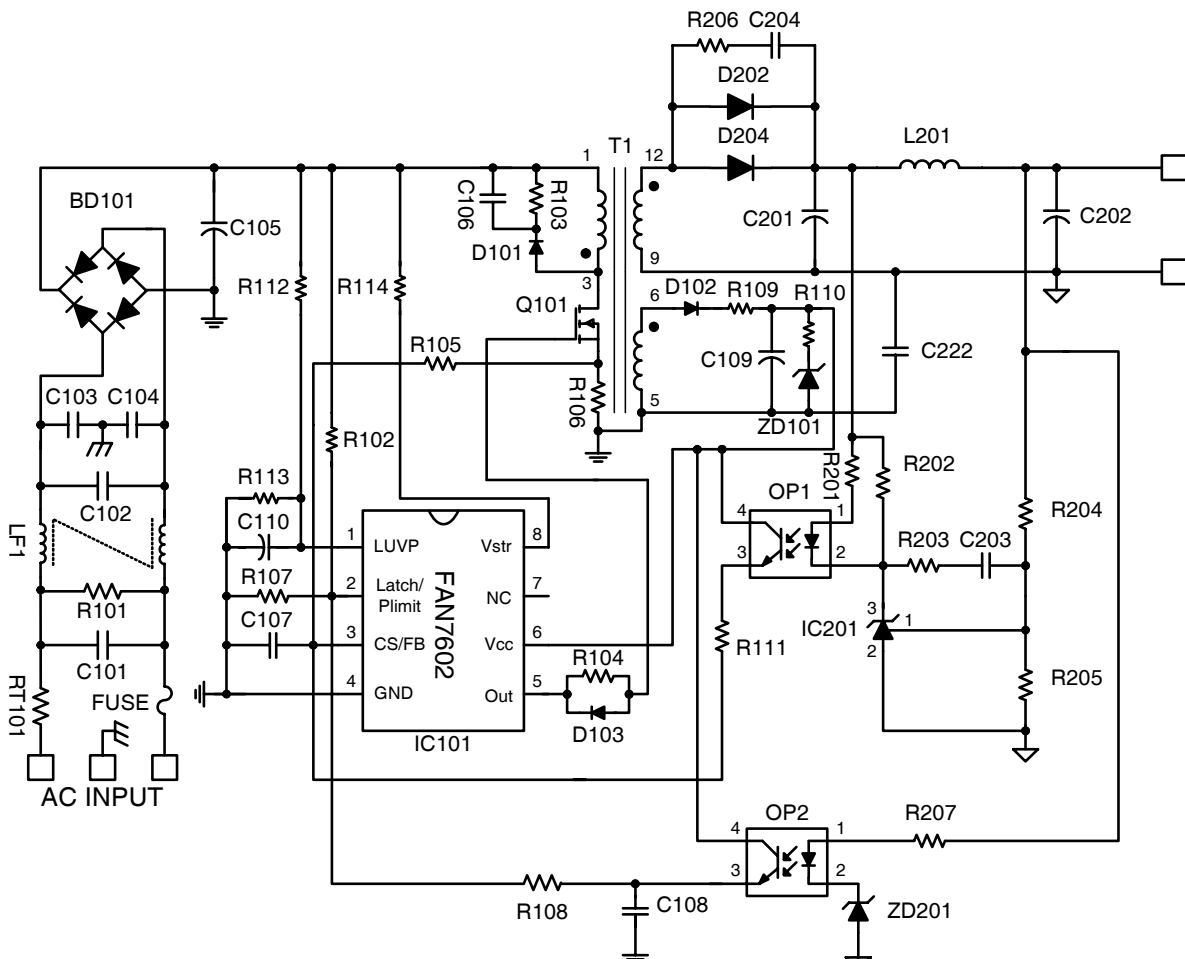 R206 C204
D202
D204
T1
L201
1
12
BD101
C105
C106
R103
D101
C201
C202
3
9
R112
R114
Q101
6
D102
R109
R110
R105
C109
C222
C103 C104
R106
5
ZD101
R102
R201
R202
R113
OP1
C102
C110
4
1
R204
LF1
1
LUVP
Vstr
8
3
2
R203 C203
R107
2
Latch/
Plimit
FAN7602
NC
7
R101
C107
3
CS/FB
Vcc
6
R111
IC201
3
1
2
C101
R104
R205
RT101
FUSE
4
GND
Out
5
D103
IC101
AC INPUT
OP2
R207
4
1
3
2
R108
C108
ZD201